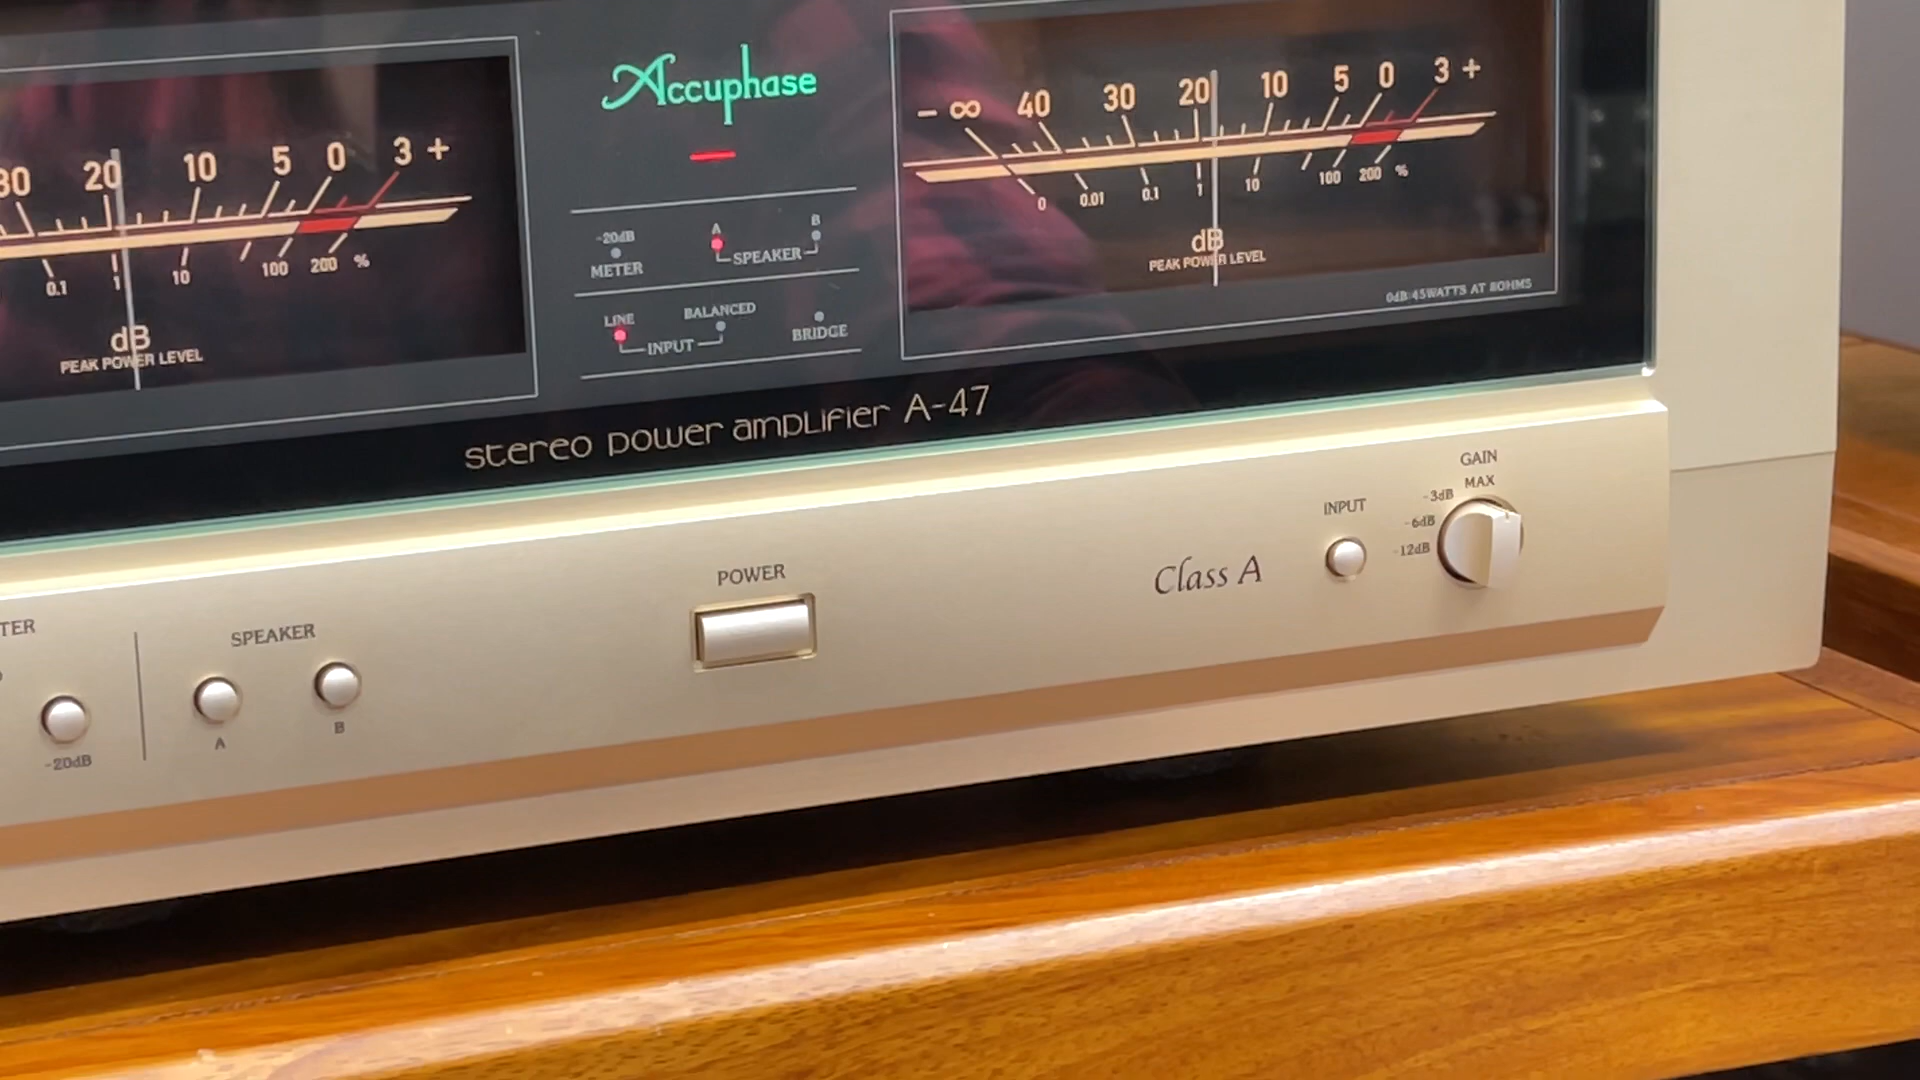 Accuphase
30 20 10 5 0 3 +
0.1 1 10 100 200 %
dB
PEAK POWER LEVEL
-20dB
METER
A B
SPEAKER
LINE BALANCED
INPUT
BRIDGE
- ∞ 40 30 20 10 5 0 3 +
0 0.01 0.1 1 10 100 200 %
dB
PEAK POWER LEVEL
0dB:45WATTS AT 8OHMS
stereo power amplifier A-47
TER
-20dB
SPEAKER
A B
POWER
Class A
INPUT
GAIN
MAX
-3dB
-6dB
-12dB